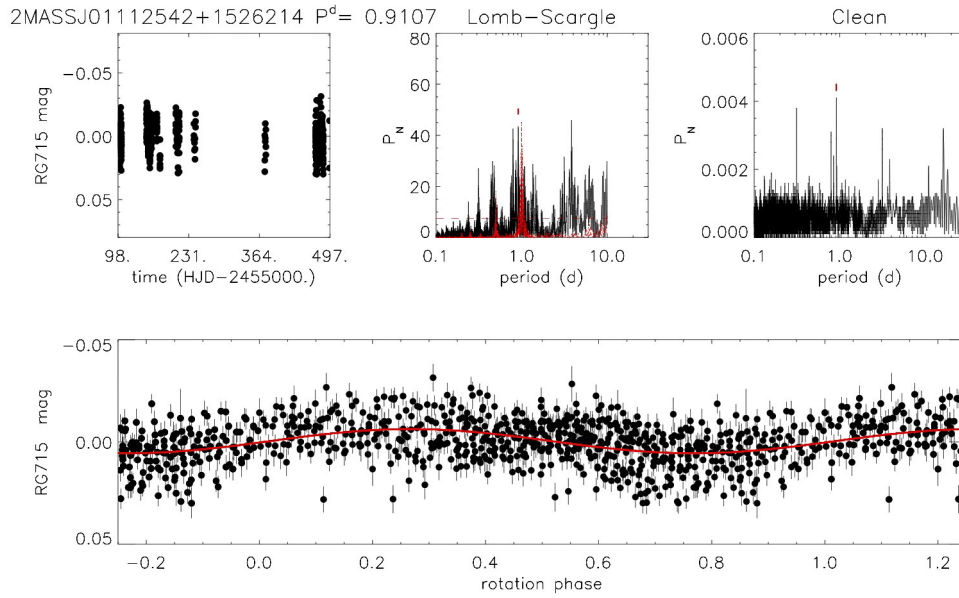 2MASSJ01112542+1526214 P^d= 0.9107 Lomb-Scargle Clean
RG715 mag
-0.05
0.00
0.05
98. 231. 364. 497.
time (HJD-2455000.)
P_N
80
60
40
20
0
0.1 1.0 10.0
period (d)
P_N
0.006
0.004
0.002
0.000
0.1 1.0 10.0
period (d)
RG715 mag
-0.05
0.00
0.05
-0.2 0.0 0.2 0.4 0.6 0.8 1.0 1.2
rotation phase